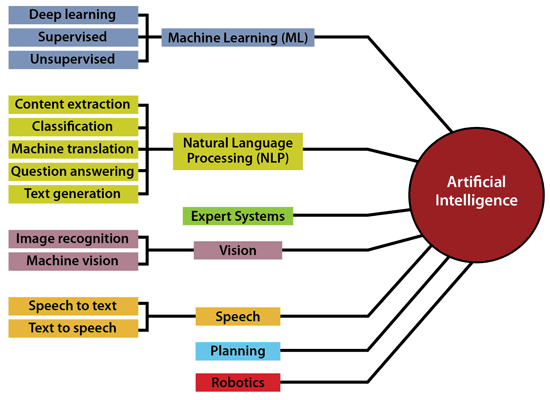 Deep learning
Supervised
Unsupervised
Machine Learning (ML)
Content extraction
Classification
Machine translation
Question answering
Text generation
Natural Language
Processing (NLP)
Expert Systems
Image recognition
Machine vision
Vision
Speech to text
Text to speech
Speech
Planning
Robotics
Artificial
Intelligence